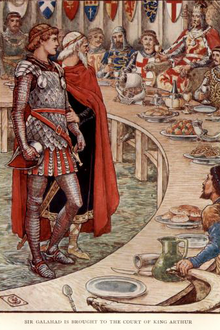 SIR GALAHAD IS BROUGHT TO THE COURT OF KING ARTHUR